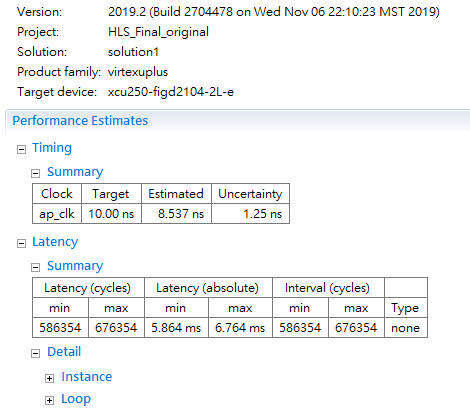 Version: 2019.2 (Build 2704478 on Wed Nov 06 22:10:23 MST 2019)
Project: HLS_Final_original
Solution: solution1
Product family: virtexuplus
Target device: xcu250-figd2104-2L-e
Performance Estimates
Timing
Summary
Clock Target Estimated Uncertainty
ap_clk 10.00 ns 8.537 ns 1.25 ns
Latency
Summary
Latency (cycles) Latency (absolute) Interval (cycles)
min max min max min max Type
586354 676354 5.864 ms 6.764 ms 586354 676354 none
Detail
Instance
Loop